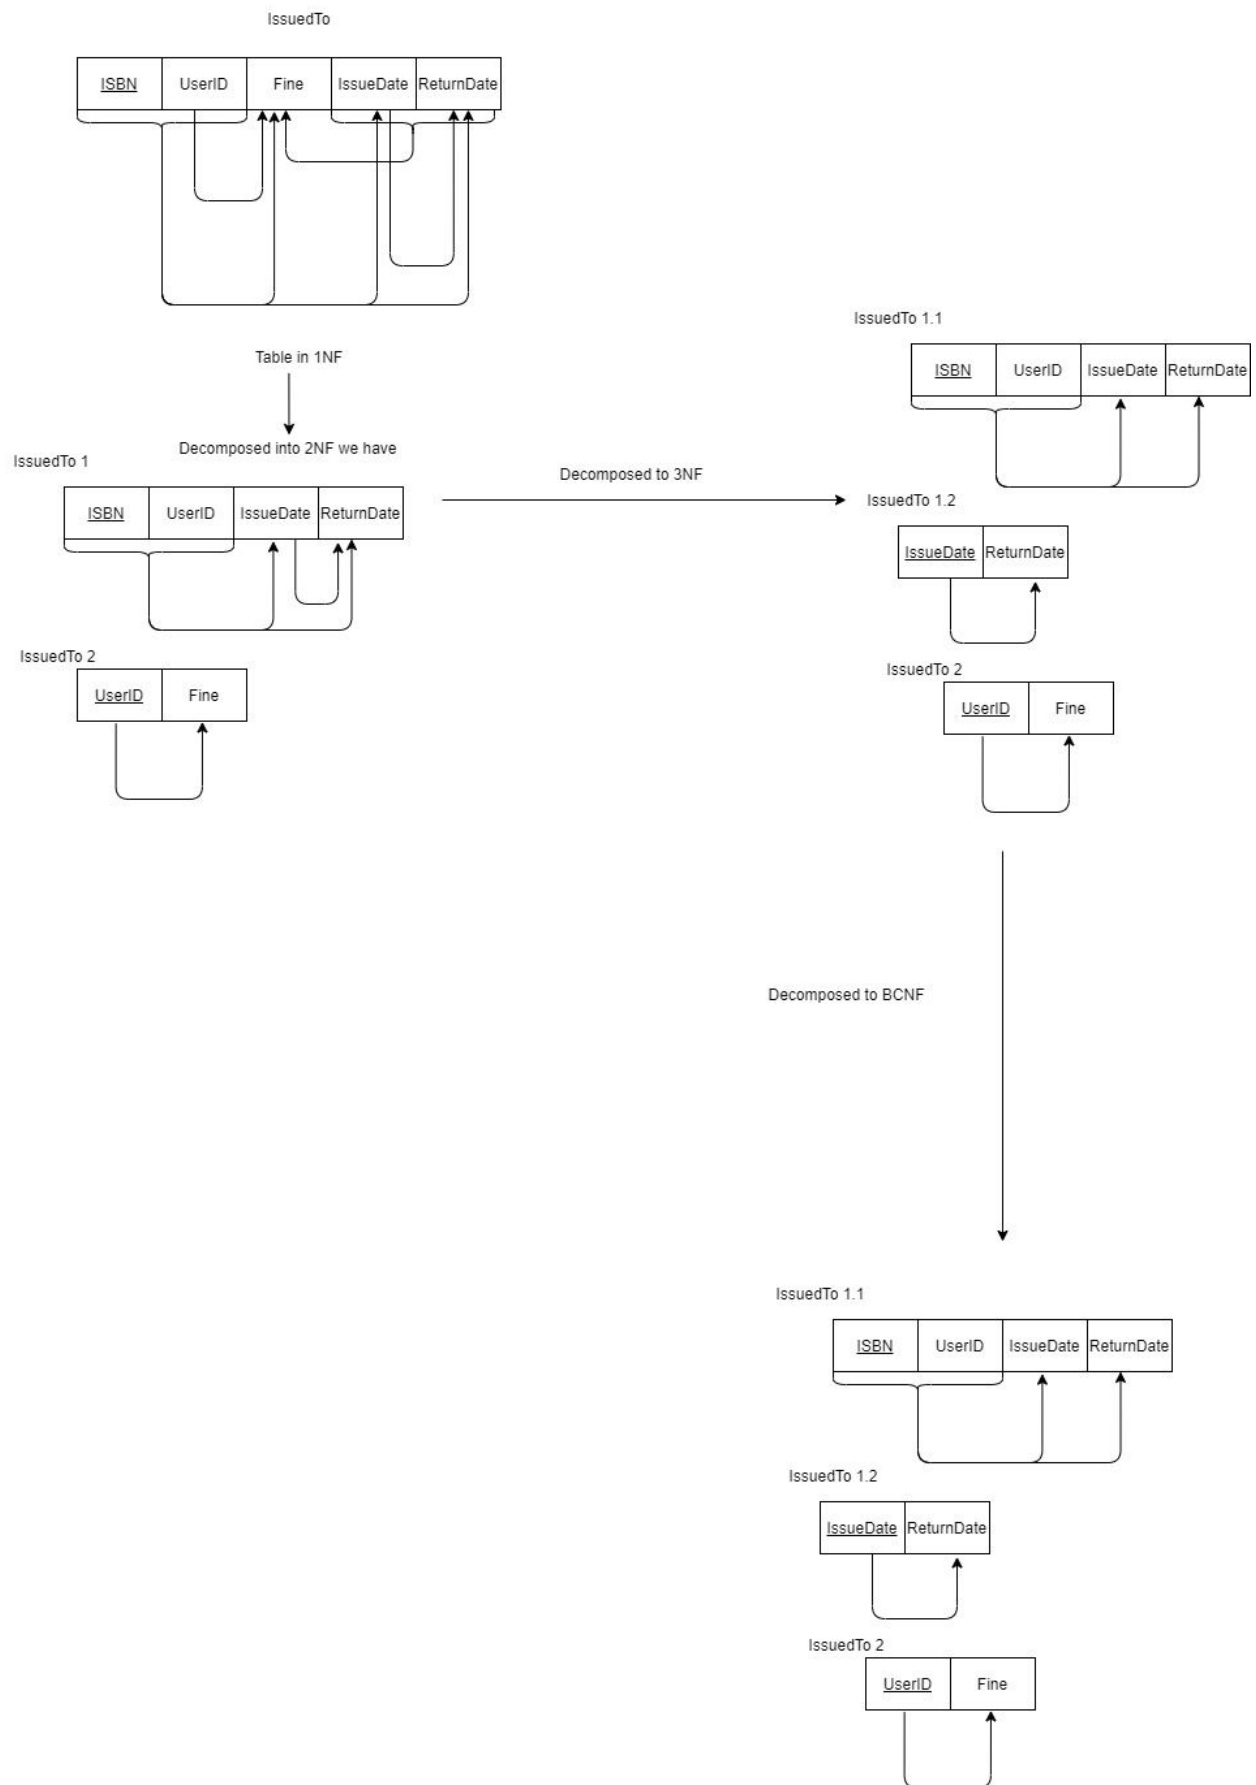 IssuedTo
ISBN UserID Fine IssueDate ReturnDate
Table in 1NF
Decomposed into 2NF we have
IssuedTo 1
ISBN UserID IssueDate ReturnDate
IssuedTo 2
UserID Fine
Decomposed to 3NF
IssuedTo 1.1
ISBN UserID IssueDate ReturnDate
IssuedTo 1.2
IssueDate ReturnDate
IssuedTo 2
UserID Fine
Decomposed to BCNF
IssuedTo 1.1
ISBN UserID IssueDate ReturnDate
IssuedTo 1.2
IssueDate ReturnDate
IssuedTo 2
UserID Fine